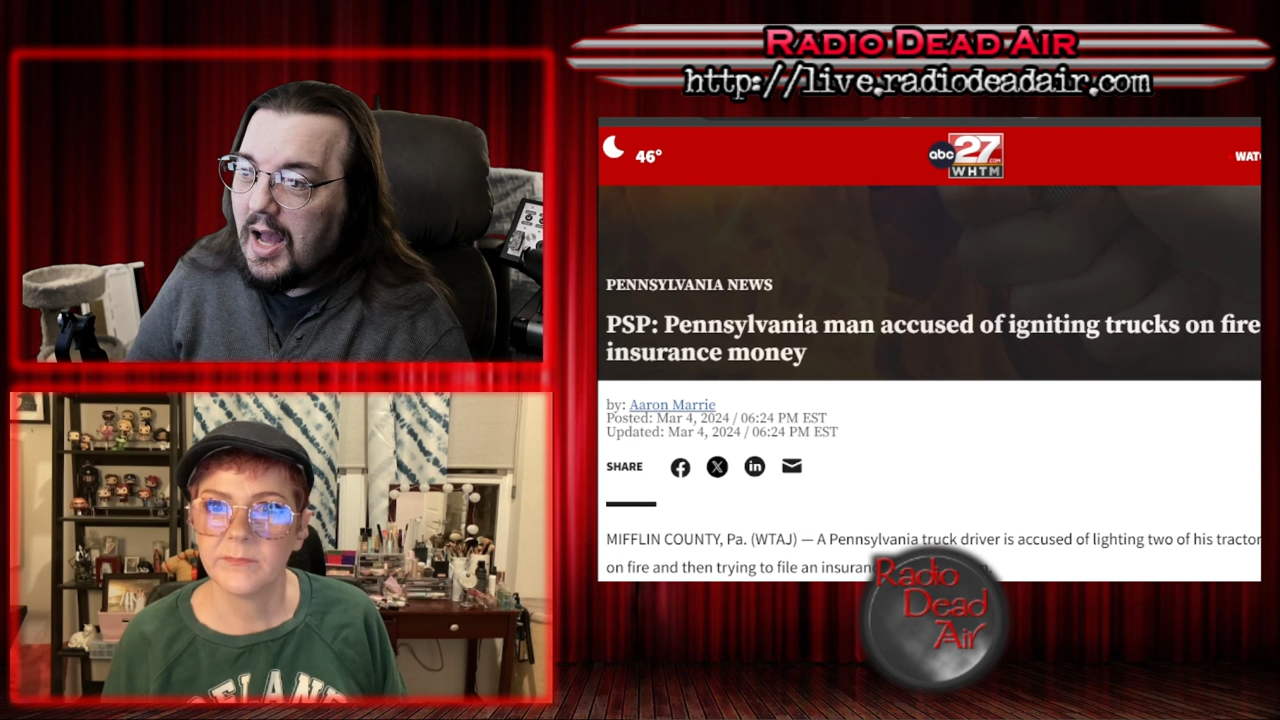 RADIO DEAD AIR
http://live.radiodeadair.com
46°
abc 27 .COM
WHTM
WAT
PENNSYLVANIA NEWS
PSP: Pennsylvania man accused of igniting trucks on fire
insurance money
by: Aaron Marrie
Posted: Mar 4, 2024 / 06:24 PM EST
Updated: Mar 4, 2024 / 06:24 PM EST
SHARE
MIFFLIN COUNTY, Pa. (WTAJ) — A Pennsylvania truck driver is accused of lighting two of his tractor
on fire and then trying to file an insuran
Radio
Dead
Air